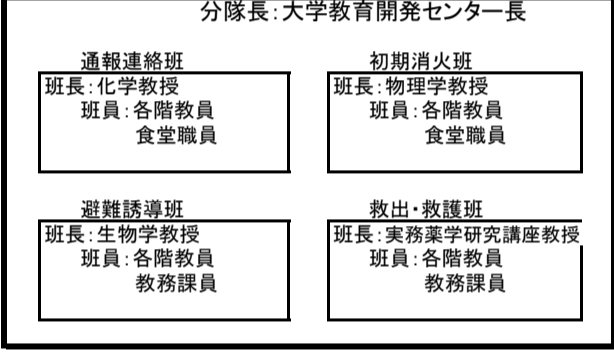 分隊長：大学教育開発センター長
通報連絡班
班長：化学教授
班員：各階教員
食堂職員
初期消火班
班長：物理学教授
班員：各階教員
食堂職員
避難誘導班
班長：生物学教授
班員：各階教員
教務課員
救出・救護班
班長：実務薬学研究講座教授
班員：各階教員
教務課員